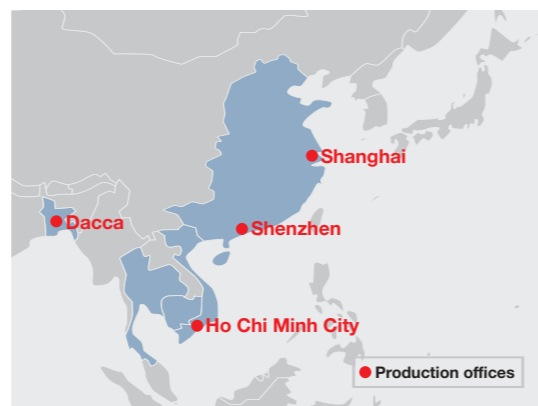 Shanghai
Dacca
Shenzhen
Ho Chi Minh City
Production offices